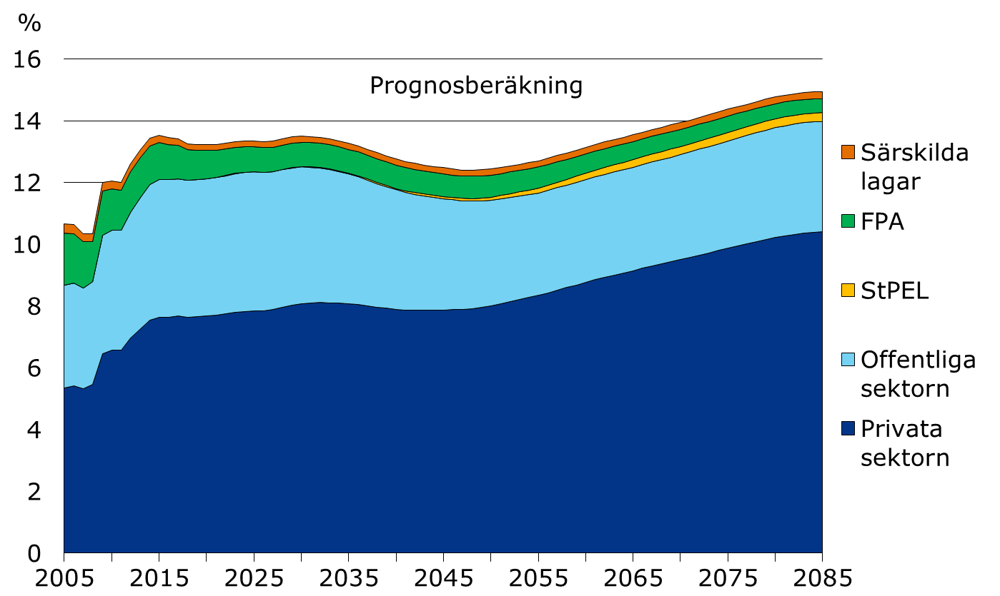 %
16
Prognosberäkning
14
12
10
8
6
4
2
0
2005 2015 2025 2035 2045 2055 2065 2075 2085
Särskilda
lagar
FPA
StPEL
Offentliga
sektorn
Privata
sektorn